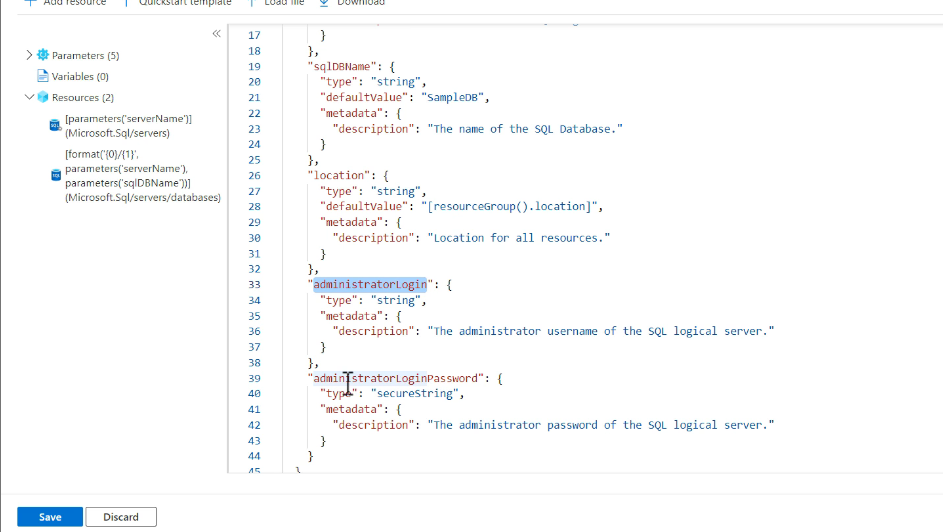 Add resource
Quickstart template
Load file
Download
Parameters (5)
Variables (0)
Resources (2)
[parameters('serverName')]
(Microsoft.Sql/servers)
[format('{0}/{1}',
parameters('serverName'),
parameters('sqlDBName'))]
(Microsoft.Sql/servers/databases)
17 }
18 },
19 "sqlDBName": {
20 "type": "string",
21 "defaultValue": "SampleDB",
22 "metadata": {
23 "description": "The name of the SQL Database."
24 }
25 },
26 "location": {
27 "type": "string",
28 "defaultValue": "[resourceGroup().location]",
29 "metadata": {
30 "description": "Location for all resources."
31 }
32 },
33 "administratorLogin": {
34 "type": "string",
35 "metadata": {
36 "description": "The administrator username of the SQL logical server."
37 }
38 },
39 "administratorLoginPassword": {
40 "type": "secureString",
41 "metadata": {
42 "description": "The administrator password of the SQL logical server."
43 }
44 }
45 }
Save
Discard